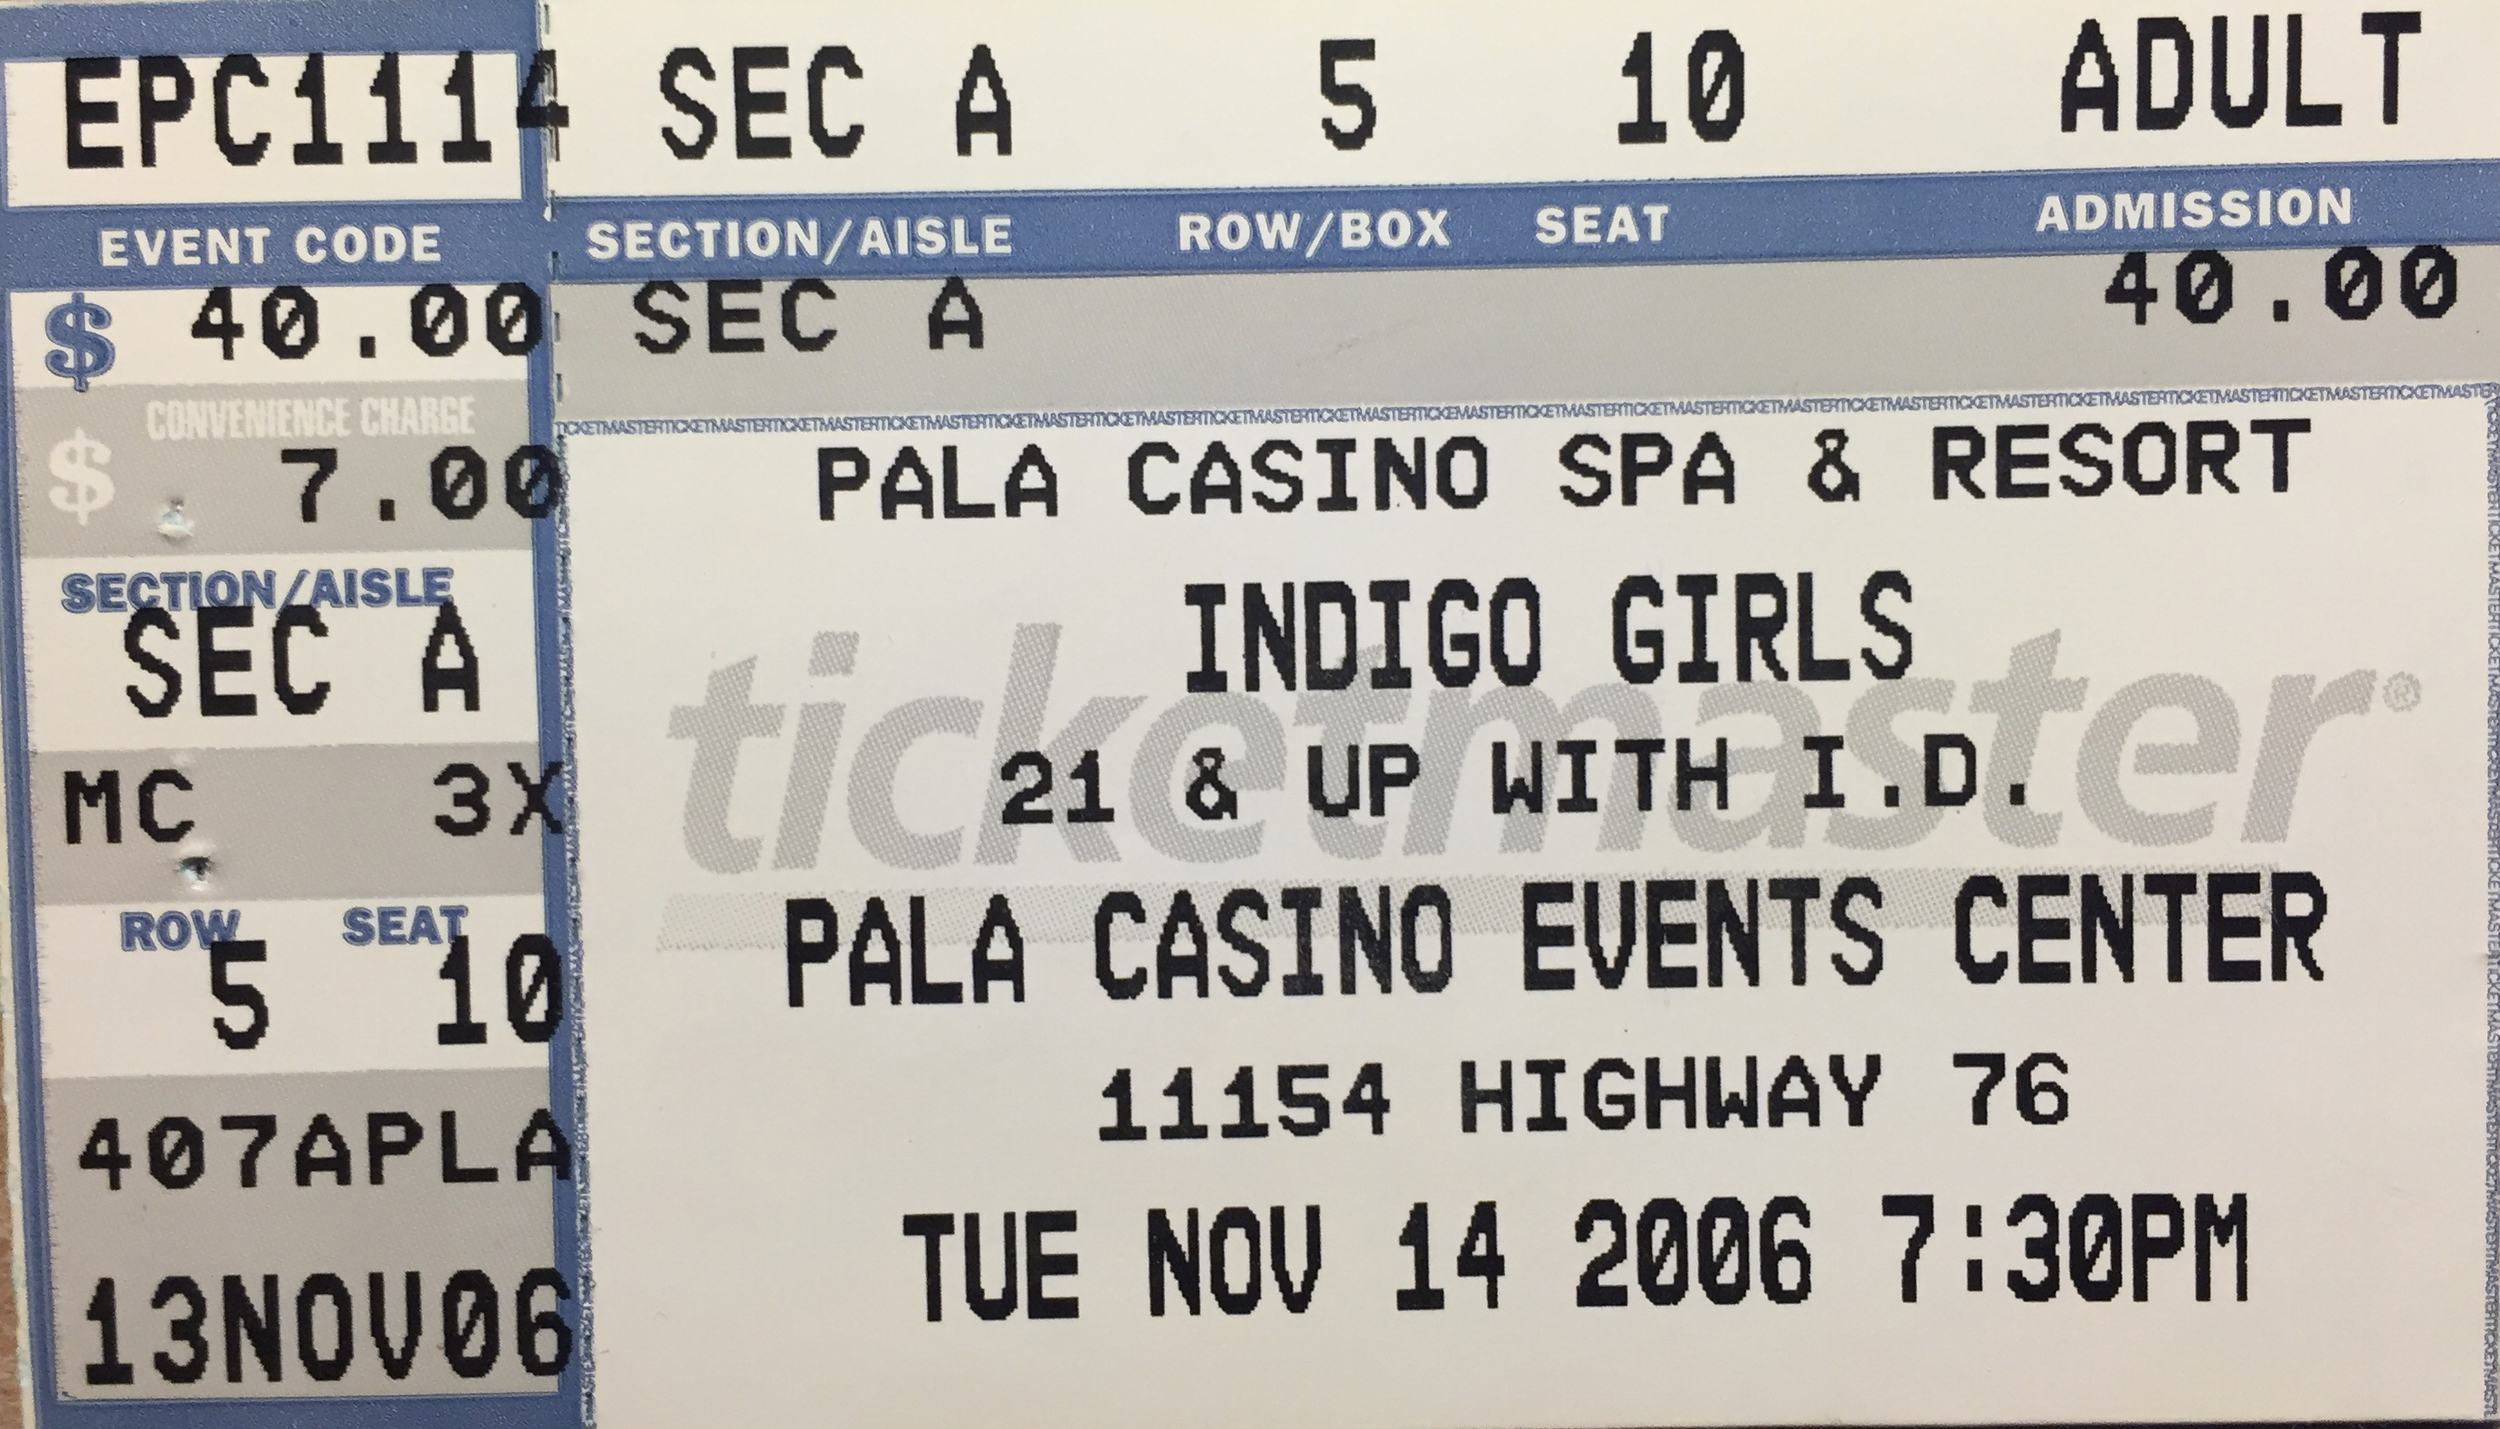 EPC1114 SEC A 5 10 ADULT
EVENT CODE SECTION/AISLE ROW/BOX SEAT ADMISSION
$ 40.00 SEC A 40.00
CONVENIENCE CHARGE
$ 7.00
SECTION/AISLE
SEC A
MC 3X
ROW SEAT
5 10
407APLA
13NOV06
TICKETMASTERTICKETMASTERTICKETMASTERTICKETMASTERTICKETMASTERTICKETMASTERTICKETMASTERTICKETMASTERTICKEMASTERTICKETMASTERTICKETMASTERTICKETMASTERTICKETMASTERTICKETMASTERTICKETMASTERTICKETMASTERTICKETMASTER
PALA CASINO SPA & RESORT
INDIGO GIRLS
ticketmaster®
21 & UP WITH I.D.
PALA CASINO EVENTS CENTER
11154 HIGHWAY 76
TUE NOV 14 2006 7:30PM